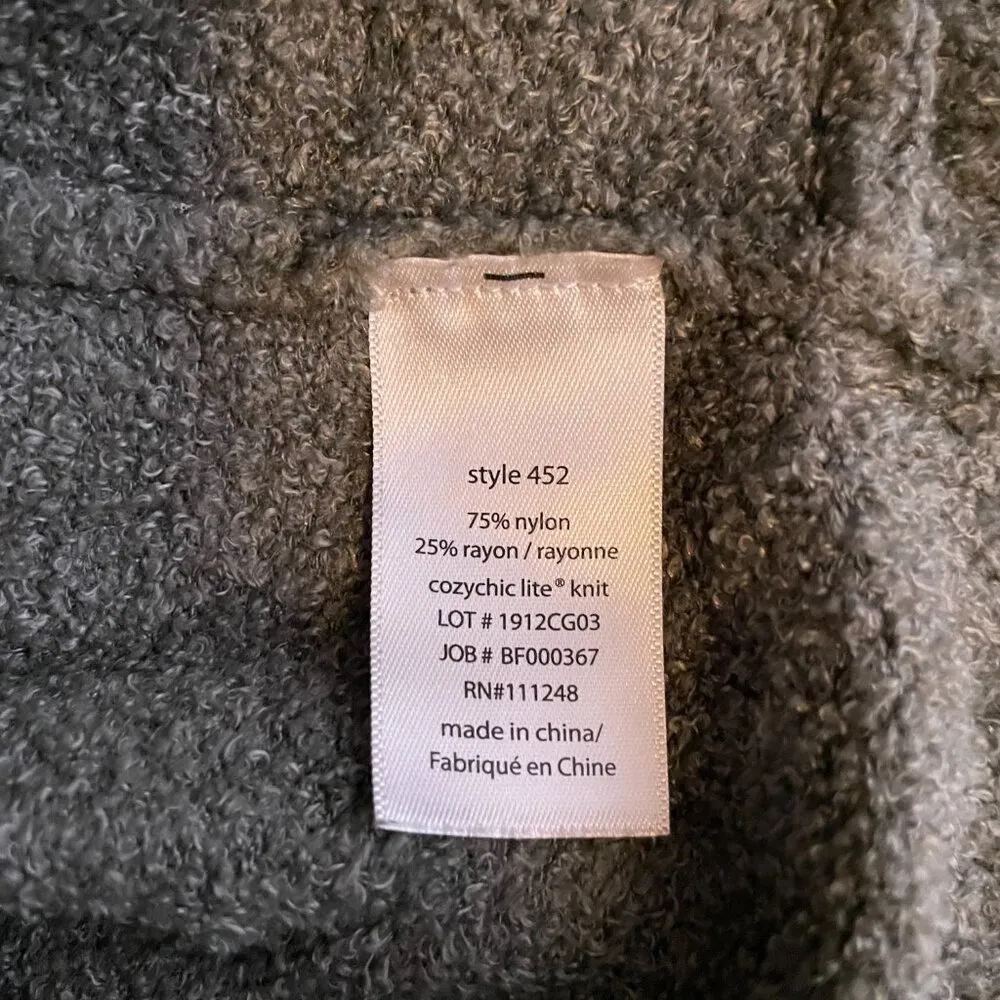 style 452
75% nylon
25% rayon / rayonne
cozychic lite® knit
LOT # 1912CG03
JOB # BF000367
RN#111248
made in china/
Fabriqué en Chine